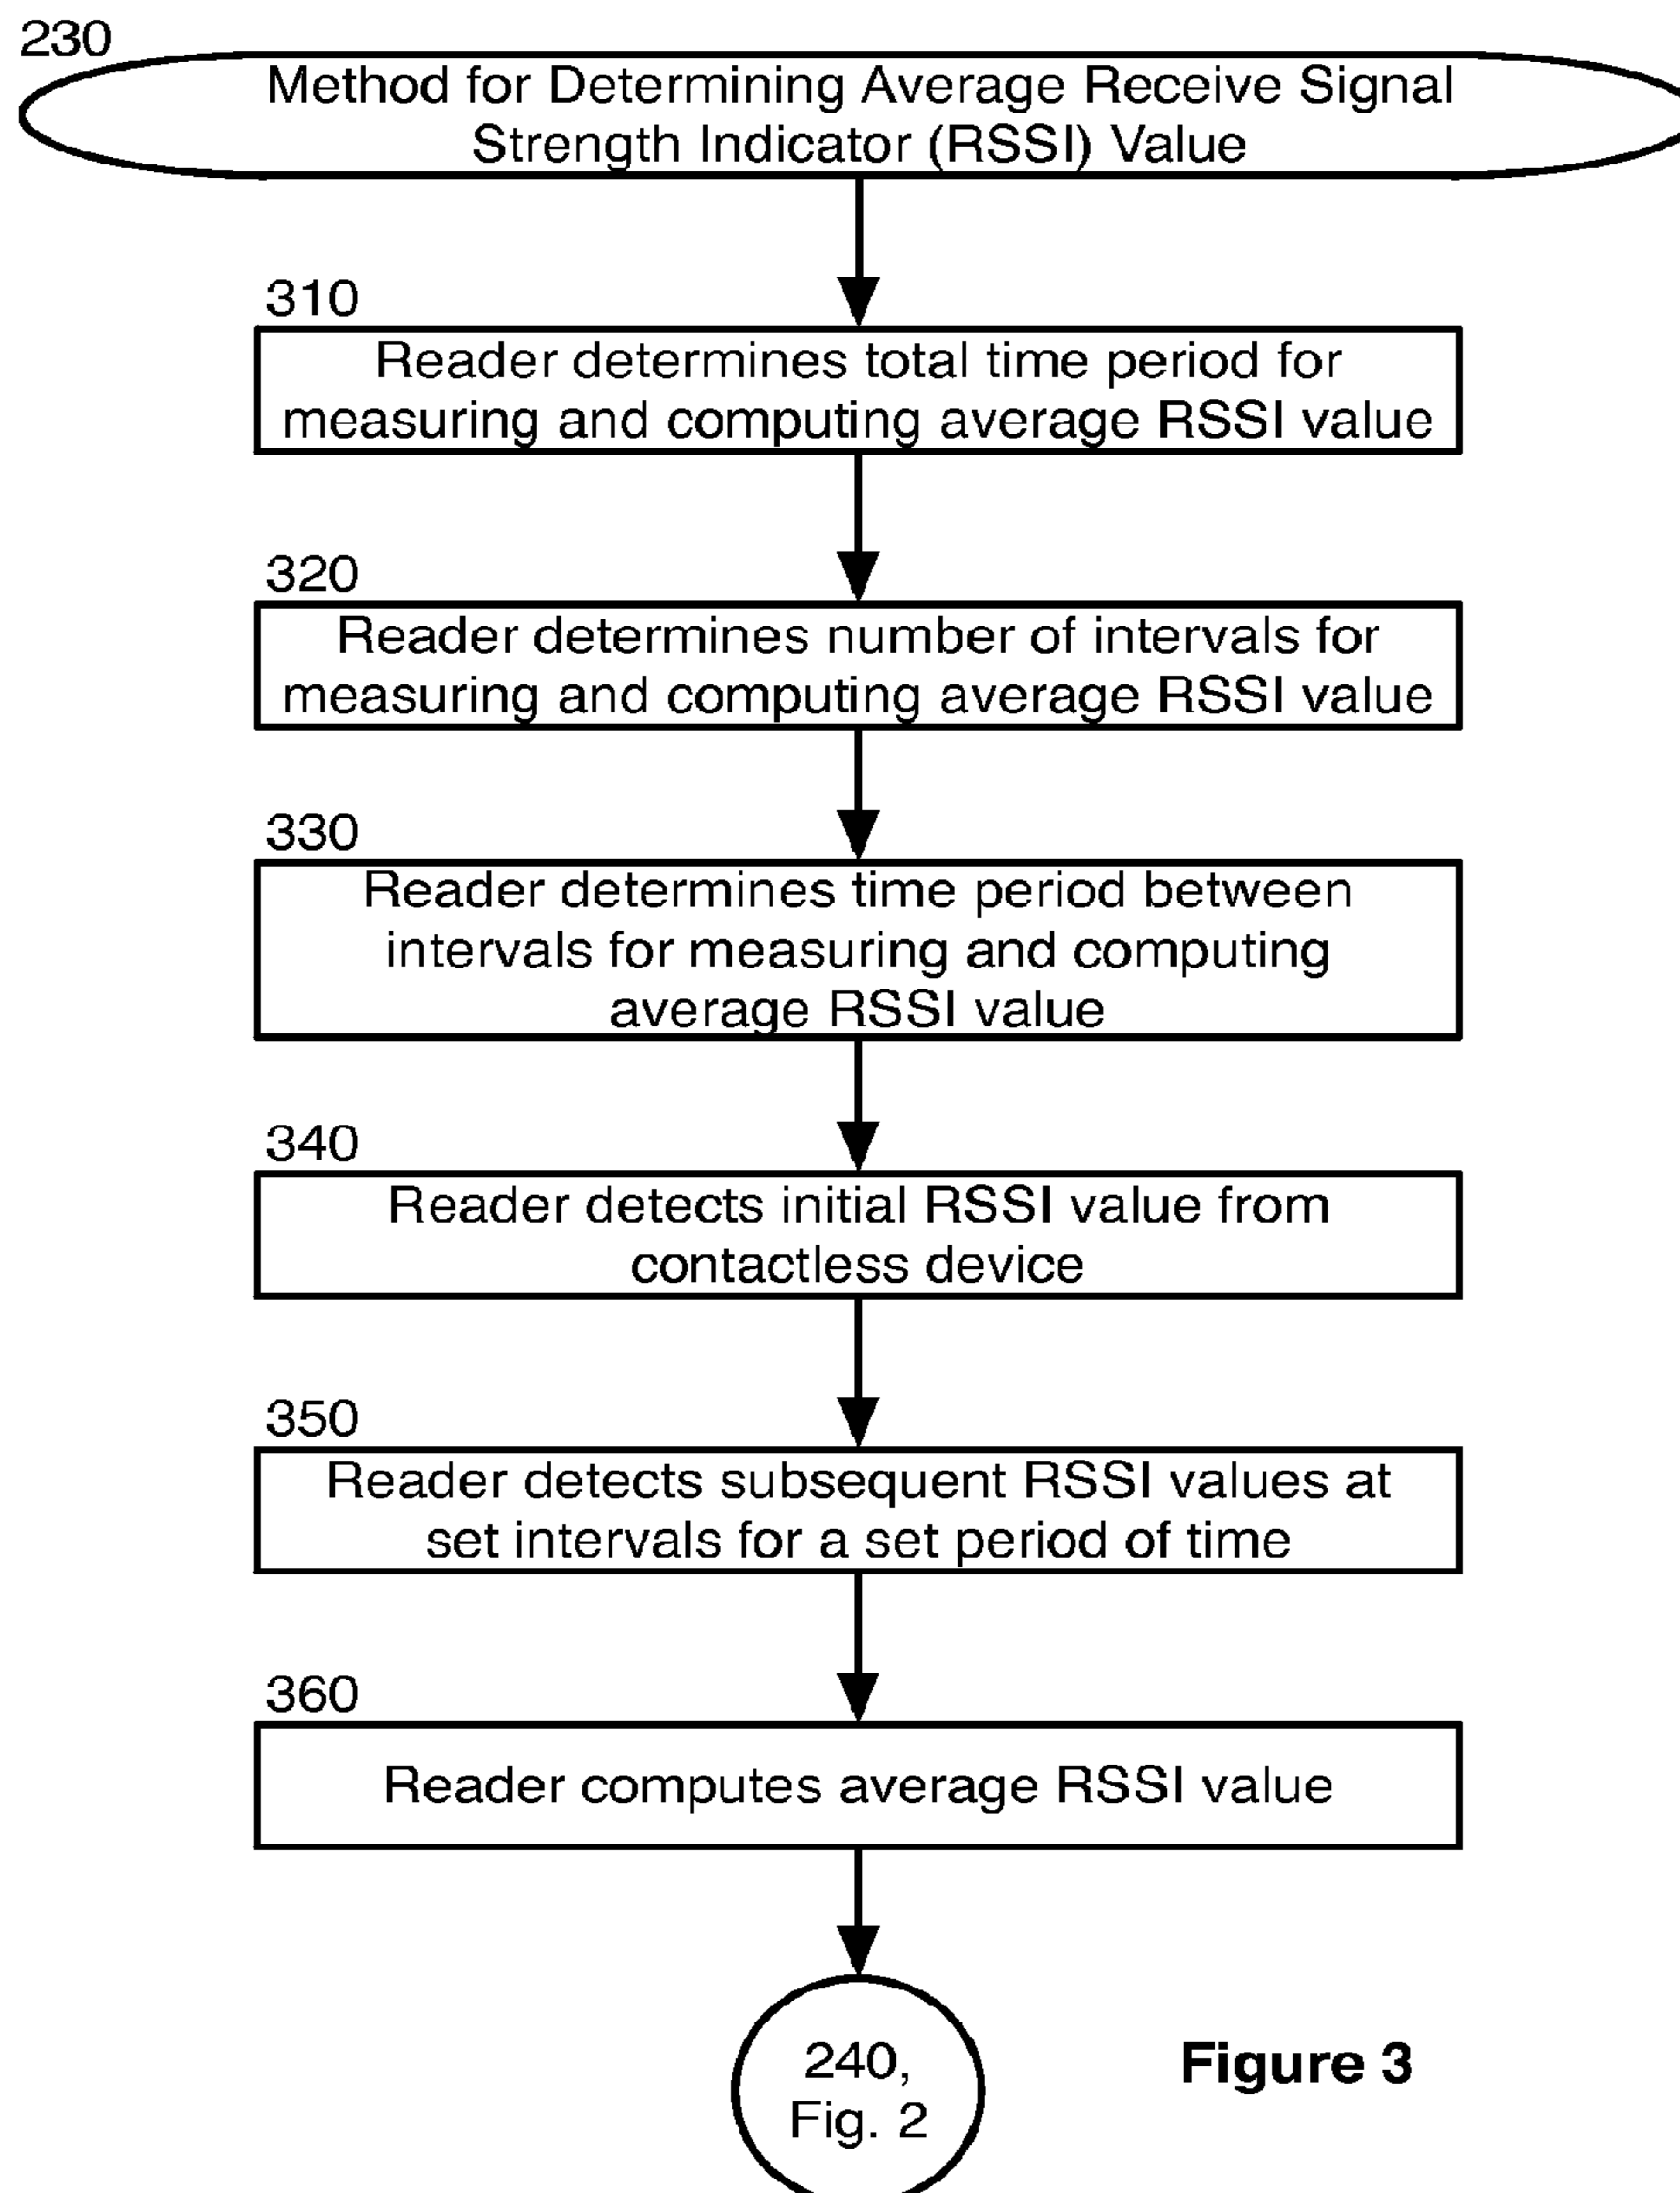 230
Method for Determining Average Receive Signal
Strength Indicator (RSSI) Value
310
Reader determines total time period for
measuring and computing average RSSI value
320
Reader determines number of intervals for
measuring and computing average RSSI value
330
Reader determines time period between
intervals for measuring and computing
average RSSI value
340
Reader detects initial RSSI value from
contactless device
350
Reader detects subsequent RSSI values at
set intervals for a set period of time
360
Reader computes average RSSI value
240,
Fig. 2
Figure 3